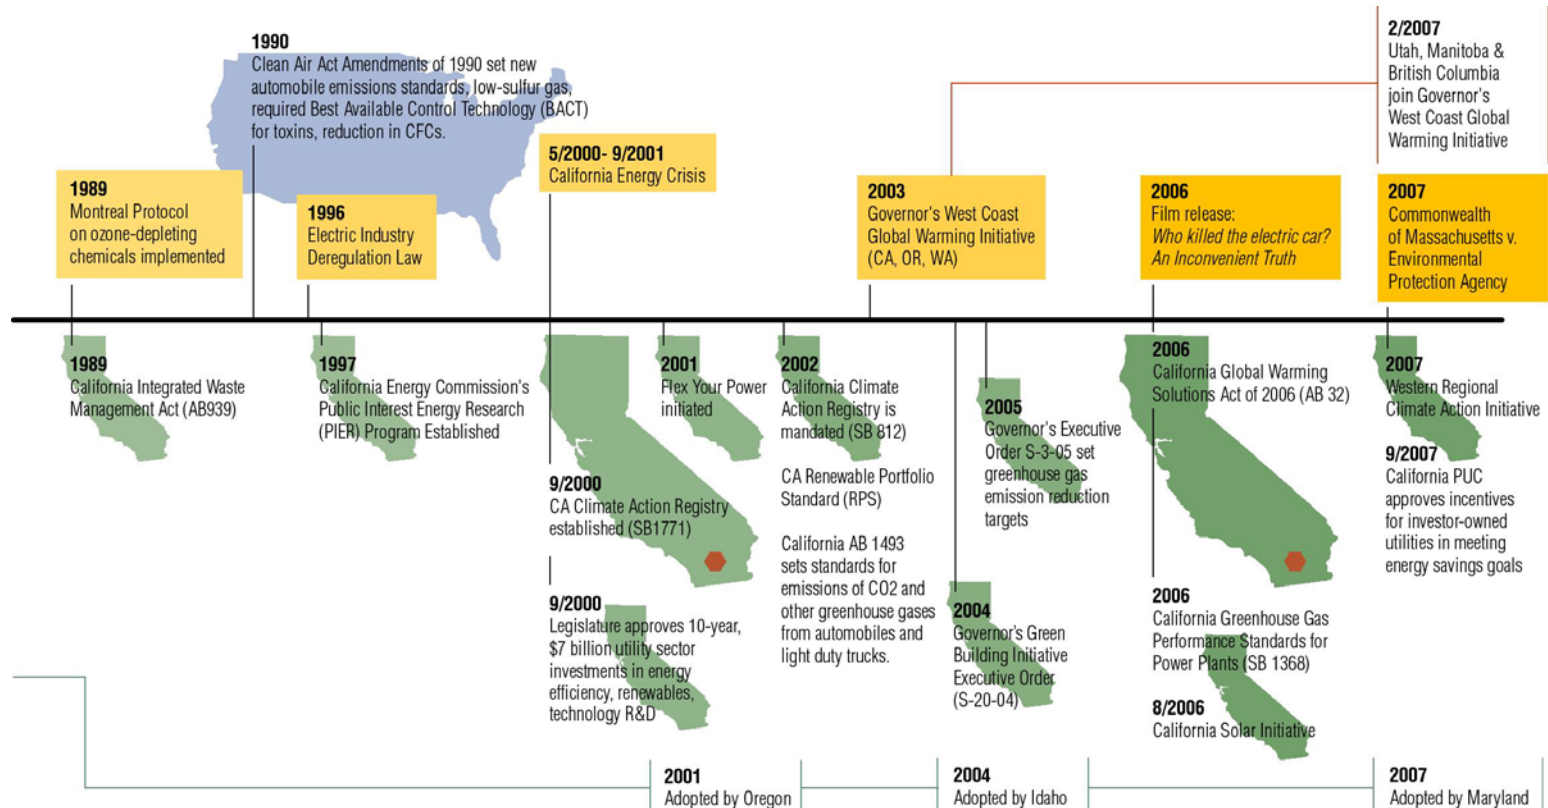 1990
Clean Air Act Amendments of 1990 set new
automobile emissions standards, low-sulfur gas,
required Best Available Control Technology (BACT)
for toxins, reduction in CFCs.
2/2007
Utah, Manitoba &
British Columbia
join Governor's
West Coast Global
Warming Initiative
5/2000- 9/2001
California Energy Crisis
1989
Montreal Protocol
on ozone-depleting
chemicals implemented
1996
Electric Industry
Deregulation Law
2003
Governor's West Coast
Global Warming Initiative
(CA, OR, WA)
2006
Film release:
Who killed the electric car?
An Inconvenient Truth
2007
Commonwealth
of Massachusetts v.
Environmental
Protection Agency
1989
California Integrated Waste
Management Act (AB939)
1997
California Energy Commission's
Public Interest Energy Research
(PIER) Program Established
9/2000
CA Climate Action Registry
established (SB1771)
9/2000
Legislature approves 10-year,
$7 billion utility sector
investments in energy
efficiency, renewables,
technology R&D
2001
Flex Your Power
initiated
2002
California Climate
Action Registry is
mandated (SB 812)
CA Renewable Portfolio
Standard (RPS)
California AB 1493
sets standards for
emissions of CO2 and
other greenhouse gases
from automobiles and
light duty trucks.
2005
Governor's Executive
Order S-3-05 set
greenhouse gas
emission reduction
targets
2004
Governor's Green
Building Initiative
Executive Order
(S-20-04)
2006
California Global Warming
Solutions Act of 2006 (AB 32)
2006
California Greenhouse Gas
Performance Standards for
Power Plants (SB 1368)
8/2006
California Solar Initiative
2007
Western Regional
Climate Action Initiative
9/2007
California PUC
approves incentives
for investor-owned
utilities in meeting
energy savings goals
2001
Adopted by Oregon
2004
Adopted by Idaho
2007
Adopted by Maryland